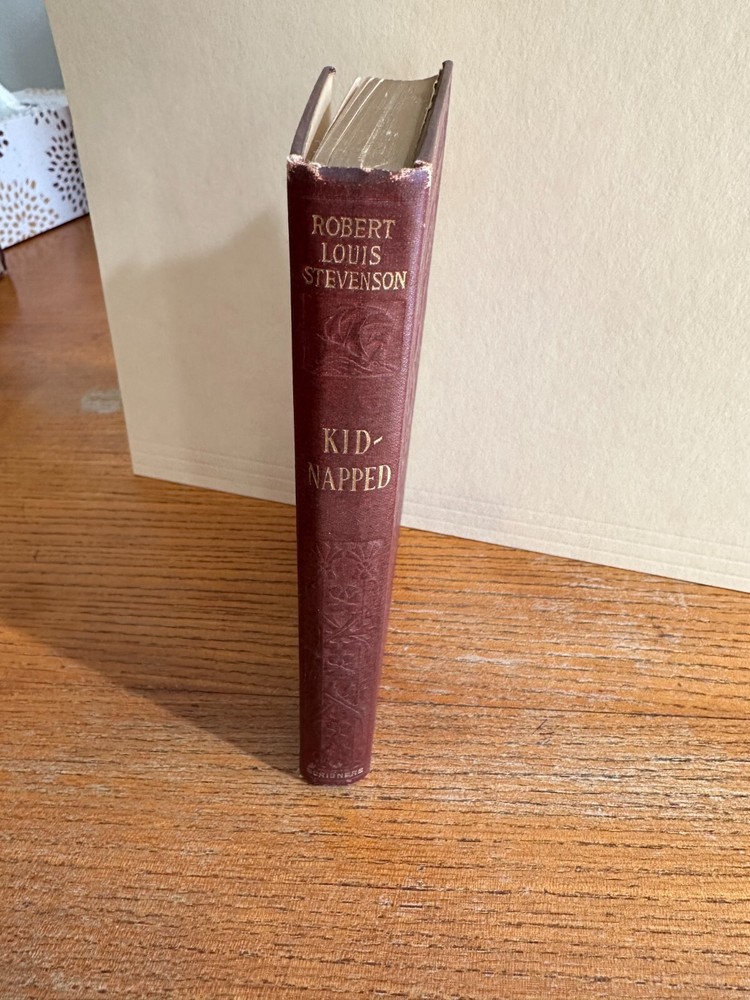 ROBERT
LOUIS
STEVENSON
KID-
NAPPED
SCRIBNERS